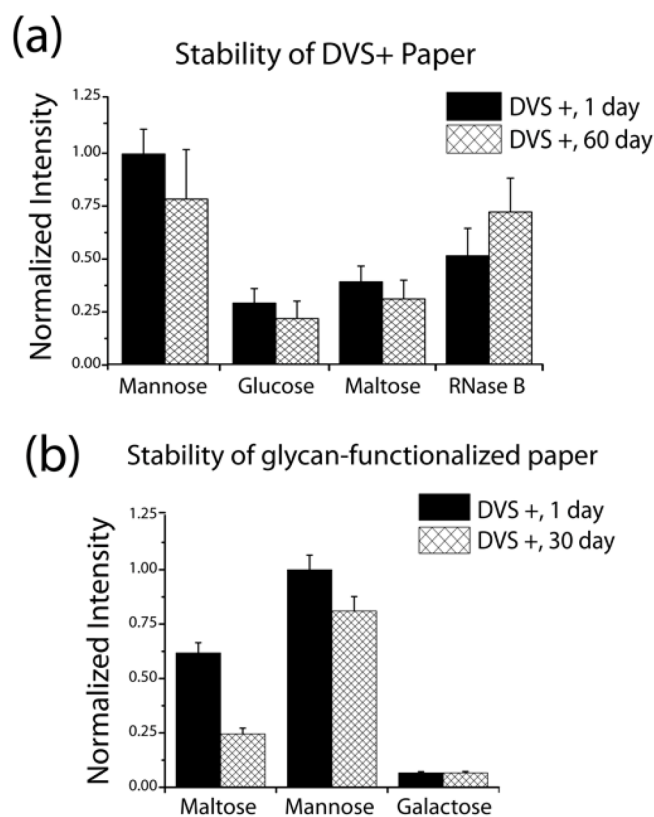 (a)
Stability of DVS+ Paper
Normalized Intensity
1.25
1.00
0.75
0.50
0.25
0.00
DVS +, 1 day
DVS +, 60 day
Mannose Glucose Maltose RNase B
(b)
Stability of glycan-functionalized paper
Normalized Intensity
1.25
1.00
0.75
0.50
0.25
0.00
DVS +, 1 day
DVS +, 30 day
Maltose Mannose Galactose